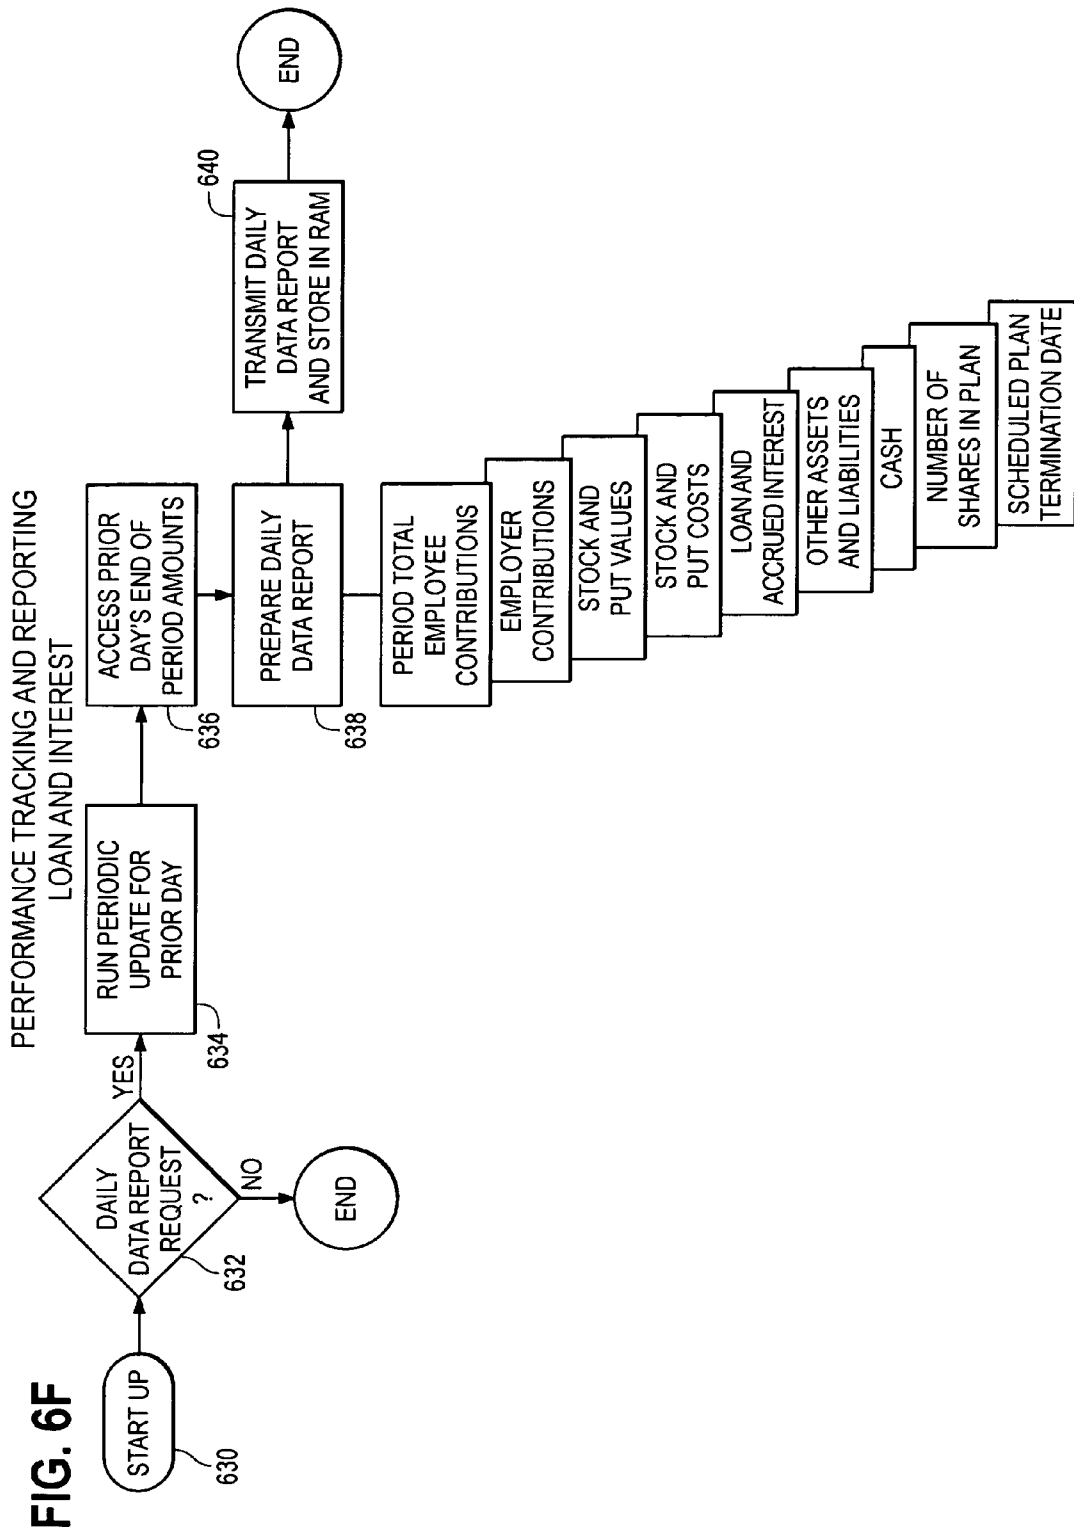 FIG. 6F
PERFORMANCE TRACKING AND REPORTING
LOAN AND INTEREST
START UP
630
DAILY
DATA REPORT
REQUEST
?
632
YES
NO
END
RUN PERIODIC
UPDATE FOR
PRIOR DAY
634
ACCESS PRIOR
DAY'S END OF
PERIOD AMOUNTS
636
PREPARE DAILY
DATA REPORT
638
TRANSMIT DAILY
DATA REPORT
AND STORE IN RAM
640
END
PERIOD TOTAL
EMPLOYEE
CONTRIBUTIONS
EMPLOYER
CONTRIBUTIONS
STOCK AND
PUT VALUES
STOCK AND
PUT COSTS
LOAN AND
ACCRUED INTEREST
OTHER ASSETS
AND LIABILITIES
CASH
NUMBER OF
SHARES IN PLAN
SCHEDULED PLAN
TERMINATION DATE